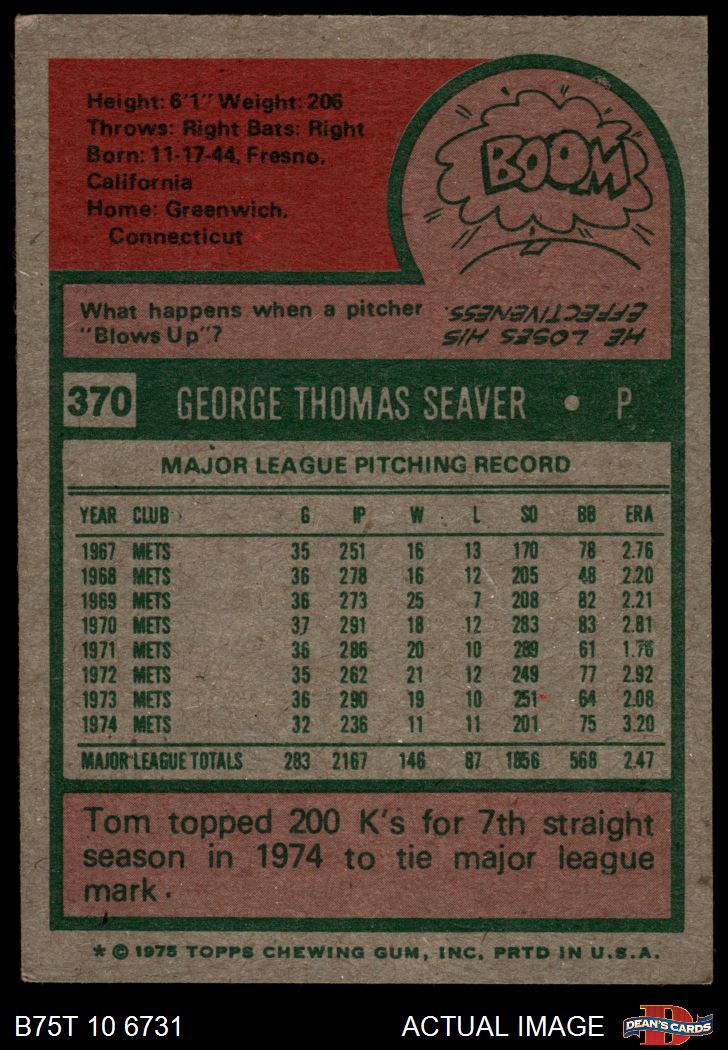 Height: 6'1" Weight: 206
Throws: Right Bats: Right
Born: 11-17-44, Fresno,
California
Home: Greenwich,
Connecticut
BOOM
What happens when a pitcher
"Blows Up"?
HE LOSES HIS
EFFECTIVENESS.
370 GEORGE THOMAS SEAVER • P.
MAJOR LEAGUE PITCHING RECORD
YEAR CLUB G IP W L SO BB ERA
1967 METS 35 251 16 13 170 78 2.76
1968 METS 36 278 16 12 205 48 2.20
1969 METS 36 273 25 7 208 82 2.21
1970 METS 37 291 18 12 283 83 2.81
1971 METS 36 286 20 10 289 61 1.76
1972 METS 35 262 21 12 249 77 2.92
1973 METS 36 290 19 10 251 64 2.08
1974 METS 32 236 11 11 201 75 3.20
MAJOR LEAGUE TOTALS 283 2167 146 87 1856 568 2.47
Tom topped 200 K's for 7th straight
season in 1974 to tie major league
mark.
* © 1975 TOPPS CHEWING GUM, INC. PRTD IN U.S.A.
B75T 10 6731 ACTUAL IMAGE DEAN'S CARDS